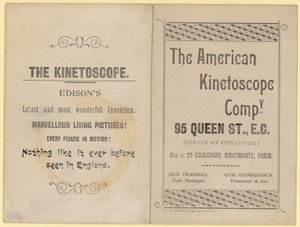 THE KINETOSCOPE.
EDISON'S
Latest and most wonderful Invention.
MARVELLOUS LIVING PICTURES!
EVERY FIGURE IN MOTION!
Nothing like it ever before
seen in England.
The American
Kinetoscope
Compy
95 QUEEN ST., E.C.
(CORNER OF CHEAPSIDE)
AND AT 20 BOULEVARD MONTMARTE, PARIS.
GEO. TRAGIDIS,
Gen. Manager.
GEO. GEORGIADES,
Treasurer & Sec.